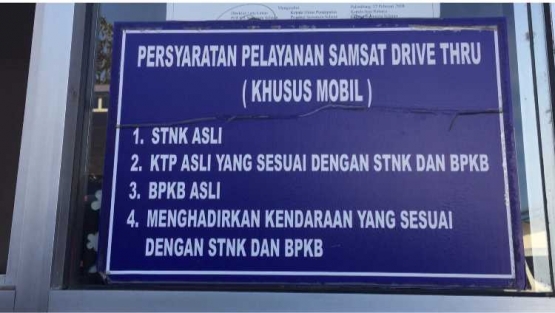 PERSYARATAN PELAYANAN SAMSAT DRIVE THRU
( KHUSUS MOBIL )
1. STNK ASLI
2. KTP ASLI YANG SESUAI DENGAN STNK DAN BPKB
3. BPKB ASLI
4. MENGHADIRKAN KENDARAAN YANG SESUAI
DENGAN STNK DAN BPKB